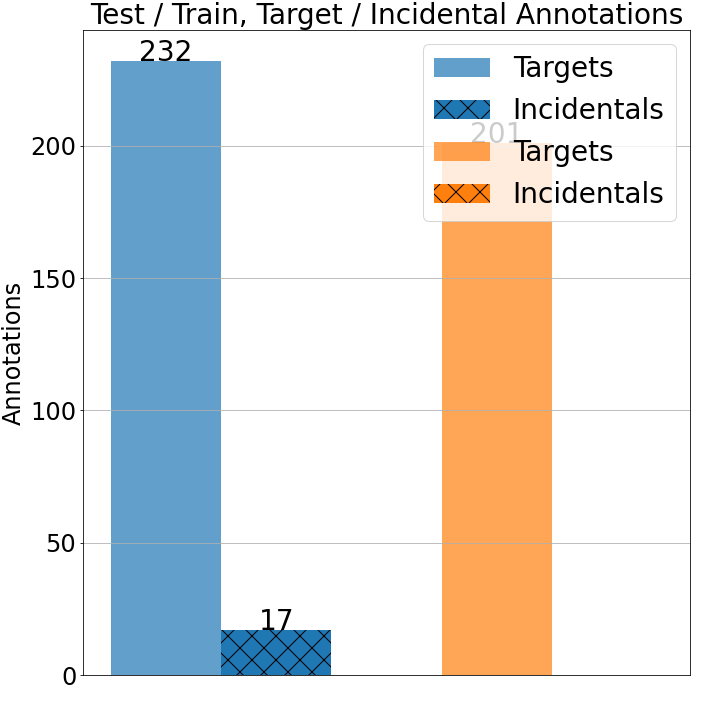 Test / Train, Target / Incidental Annotations
232
Targets
Incidentals
201
Targets
Incidentals
200
150
100
50
0
Annotations
17